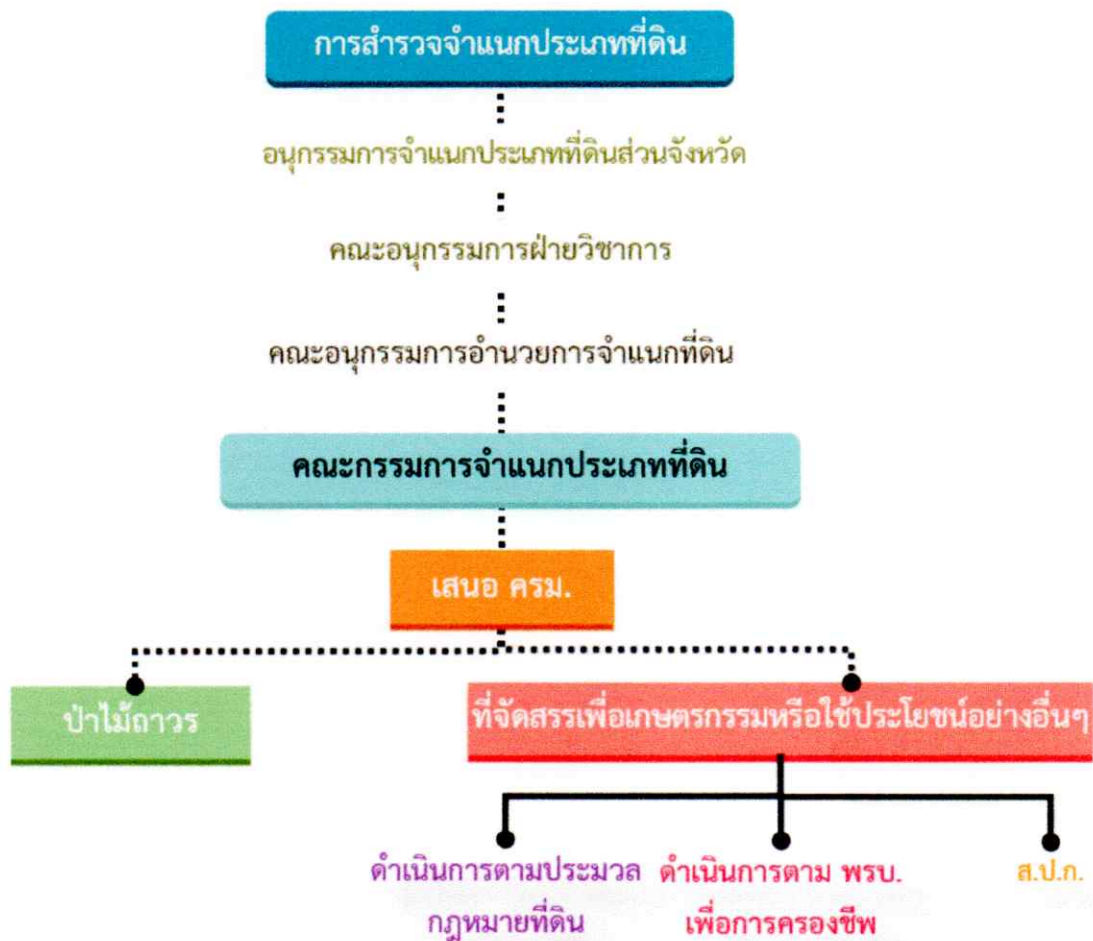 การสำรวจจำแนกประเภทที่ดิน
อนุกรรมการจำแนกประเภทที่ดินส่วนจังหวัด
คณะอนุกรรมการฝ่ายวิชาการ
คณะอนุกรรมการอำนวยการจำแนกที่ดิน
คณะกรรมการจำแนกประเภทที่ดิน
เสนอ ครม.
ป่าไม้ถาวร
ที่จัดสรรเพื่อเกษตรกรรมหรือใช้ประโยชน์อย่างอื่นๆ
ดำเนินการตามประมวล
กฎหมายที่ดิน
ดำเนินการตาม พรบ.
เพื่อการครองชีพ
ส.ป.ก.